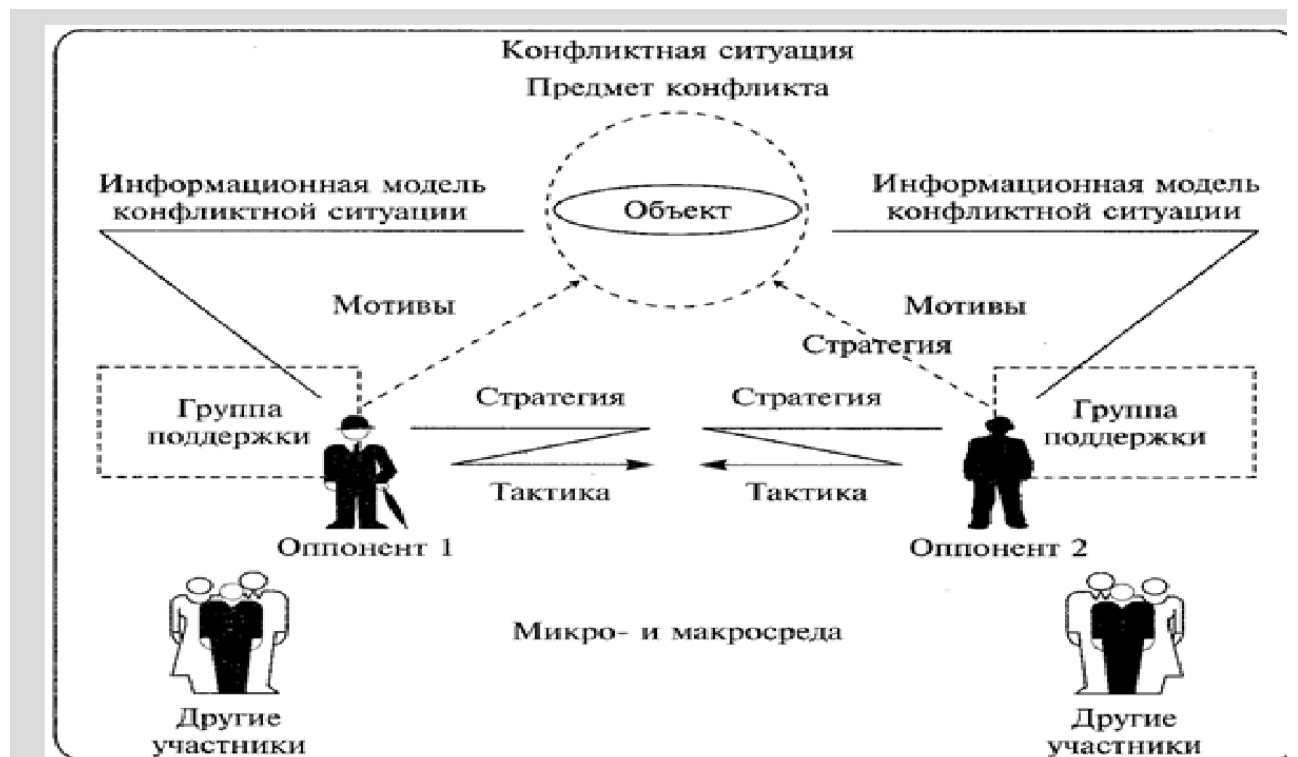 Конфликтная ситуация
Предмет конфликта
Информационная модель
конфликтной ситуации
Объект
Информационная модель
конфликтной ситуации
Мотивы
Мотивы
Стратегия
Группа
поддержки
Стратегия
Стратегия
Группа
поддержки
Тактика
Тактика
Оппонент 1
Оппонент 2
Микро- и макросреда
Другие
участники
Другие
участники